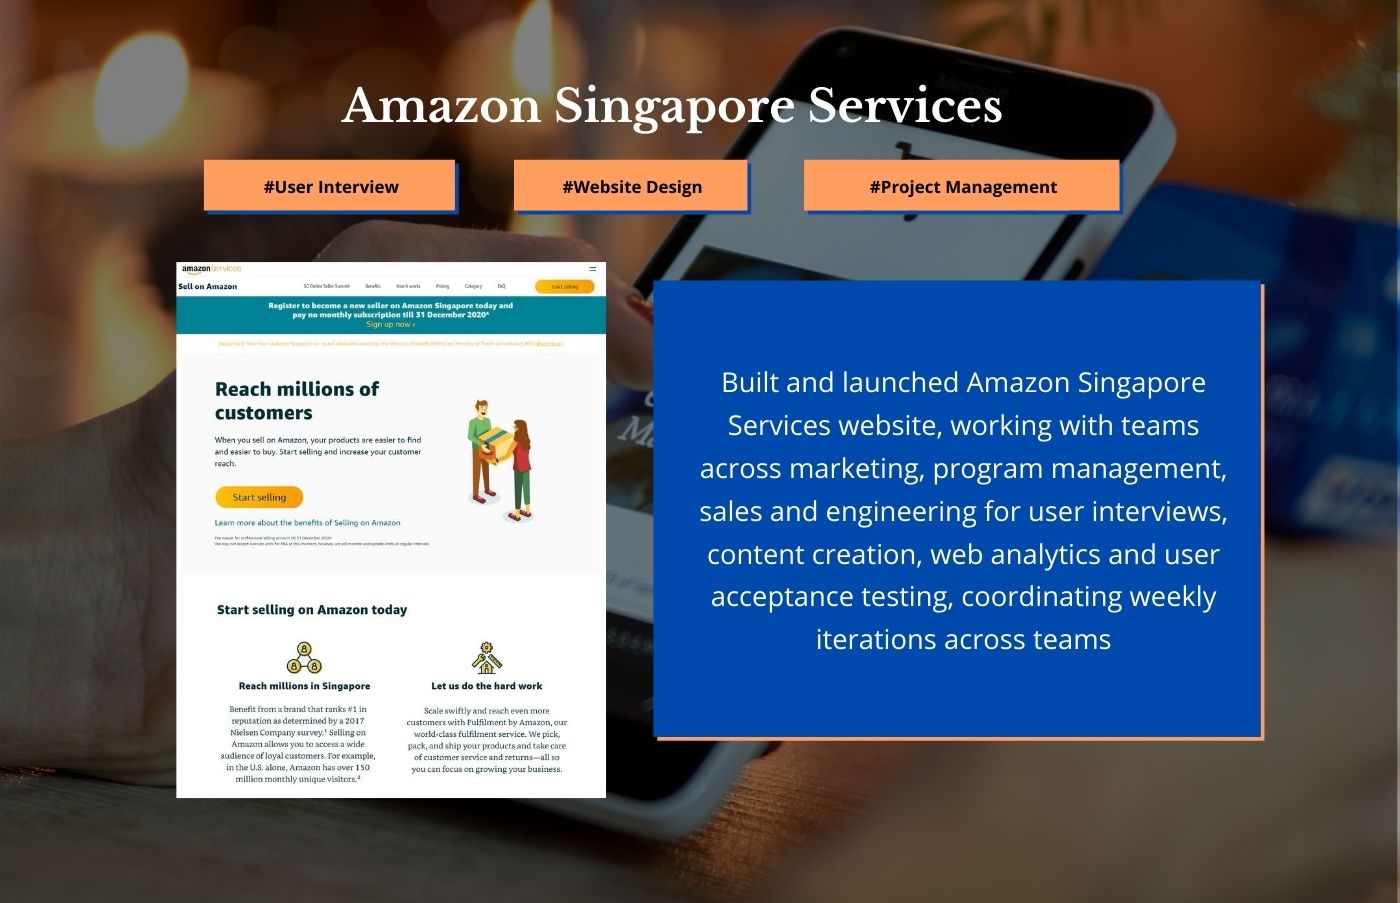 Amazon Singapore Services
#User Interview
#Website Design
#Project Management
amazonservices
Sell on Amazon
SG Online Seller Summit
Benefits
How it works
Pricing
Category
FAQ
Start selling
Register to become a new seller on Amazon Singapore today and
pay no monthly subscription till 31 December 2020*
Sign up now ›
Reach millions of
customers
When you sell on Amazon, your products are easier to find
and easier to buy. Start selling and increase your customer
reach.
Start selling
Learn more about the benefits of Selling on Amazon
Start selling on Amazon today
Reach millions in Singapore
Benefit from a brand that ranks #1 in
reputation as determined by a 2017
Nielsen Company survey.¹ Selling on
Amazon allows you to access a wide
audience of loyal customers. For example,
in the U.S. alone, Amazon has over 150
million monthly unique visitors.²
Let us do the hard work
Scale swiftly and reach even more
customers with Fulfilment by Amazon, our
world-class fulfilment service. We pick,
pack, and ship your products and take care
of customer service and returns—all so
you can focus on growing your business.
Built and launched Amazon Singapore
Services website, working with teams
across marketing, program management,
sales and engineering for user interviews,
content creation, web analytics and user
acceptance testing, coordinating weekly
iterations across teams